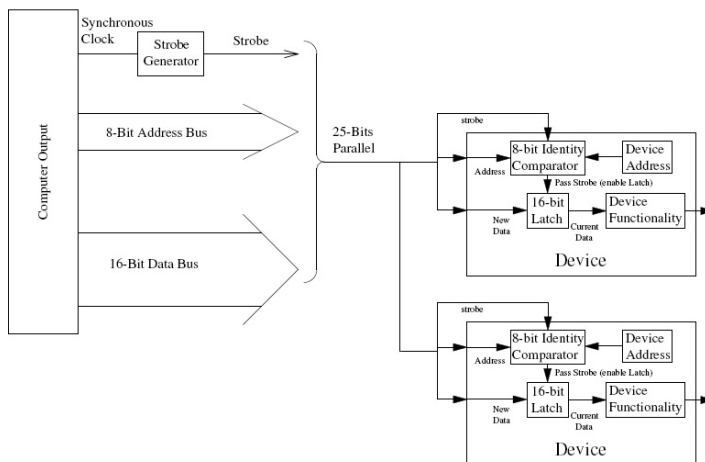 Computer Output
Synchronous
Clock
Strobe
Generator
Strobe
8-Bit Address Bus
16-Bit Data Bus
25-Bits
Parallel
strobe
Address
8-bit Identity
Comparator
Device
Address
Pass Strobe (enable Latch)
New
Data
16-bit
Latch
Current
Data
Device
Functionality
Device
strobe
Address
8-bit Identity
Comparator
Device
Address
Pass Strobe (enable Latch)
New
Data
16-bit
Latch
Current
Data
Device
Functionality
Device